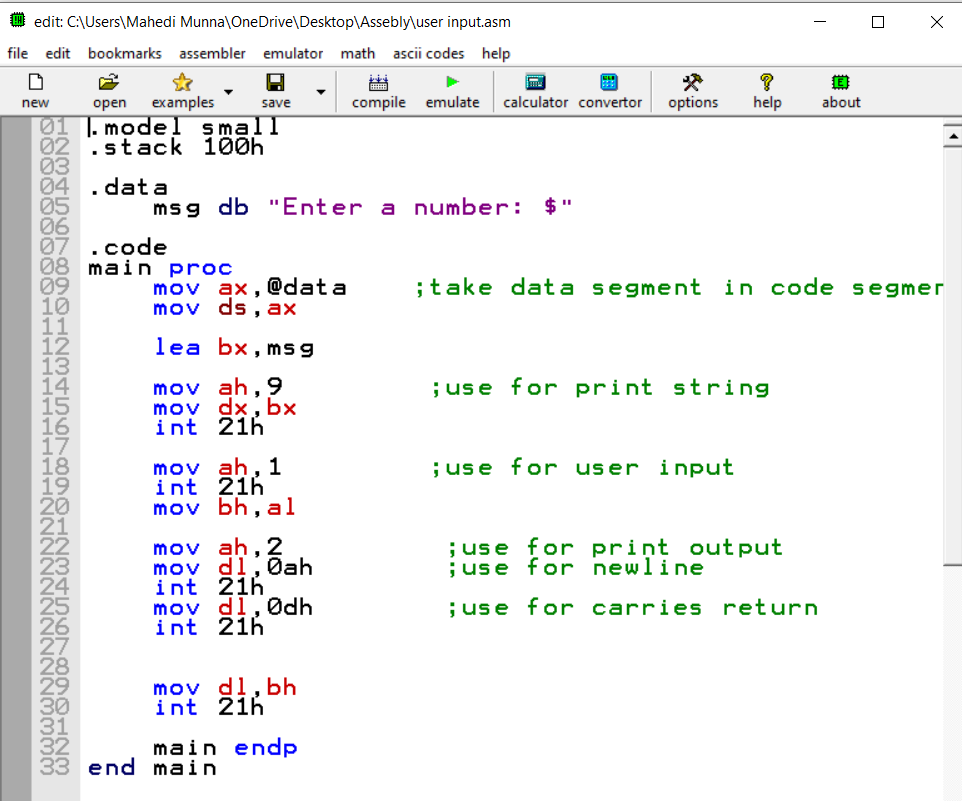 edit: C:\Users\Mahedi Munna\OneDrive\Desktop\Assebly\user input.asm
file edit bookmarks assembler emulator math ascii codes help
new open examples save compile emulate calculator convertor options help about
01 .model small
02 .stack 100h
03
04 .data
05 msg db "Enter a number: $"
06
07 .code
08 main proc
09 mov ax,@data ;take data segment in code segmer
10 mov ds,ax
11
12 lea bx,msg
13
14 mov ah,9 ;use for print string
15 mov dx,bx
16 int 21h
17
18 mov ah,1 ;use for user input
19 int 21h
20 mov bh,al
21
22 mov ah,2 ;use for print output
23 mov dl,0ah ;use for newline
24 int 21h
25 mov dl,0dh ;use for carries return
26 int 21h
27
28
29 mov dl,bh
30 int 21h
31
32 main endp
33 end main